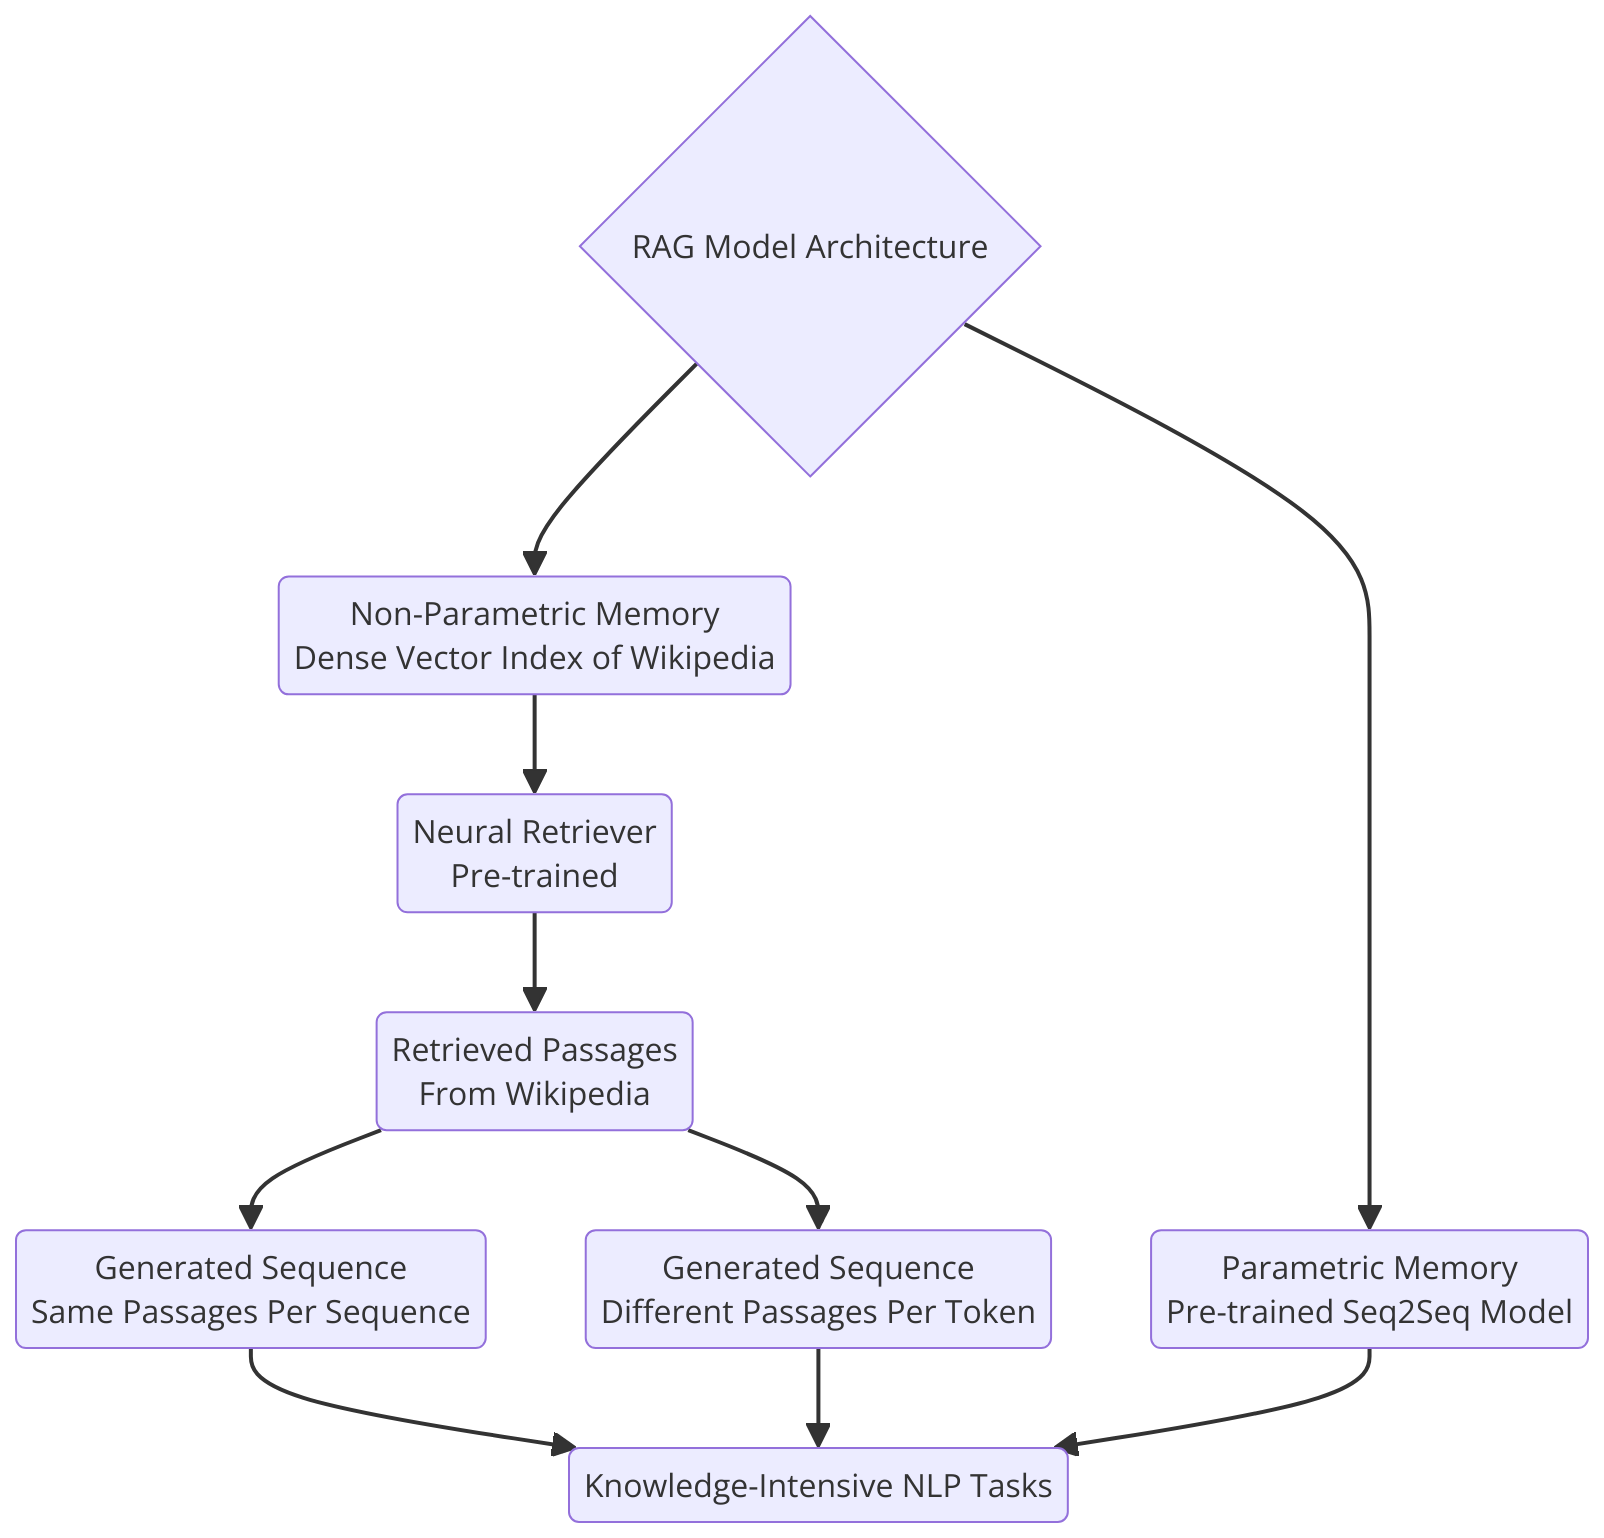 RAG Model Architecture
Non-Parametric Memory
Dense Vector Index of Wikipedia
Neural Retriever
Pre-trained
Retrieved Passages
From Wikipedia
Generated Sequence
Same Passages Per Sequence
Generated Sequence
Different Passages Per Token
Parametric Memory
Pre-trained Seq2Seq Model
Knowledge-Intensive NLP Tasks